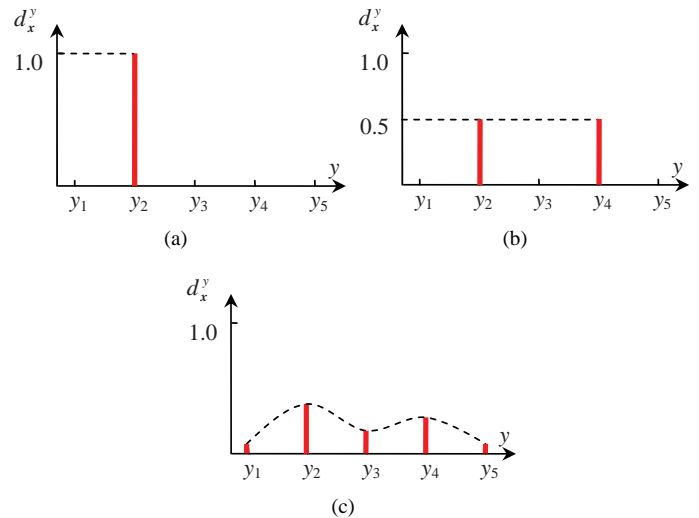 d_x^y
1.0
y
y₁ y₂ y₃ y₄ y₅
(a)
d_x^y
1.0
0.5
y
y₁ y₂ y₃ y₄ y₅
(b)
d_x^y
1.0
y
y₁ y₂ y₃ y₄ y₅
(c)